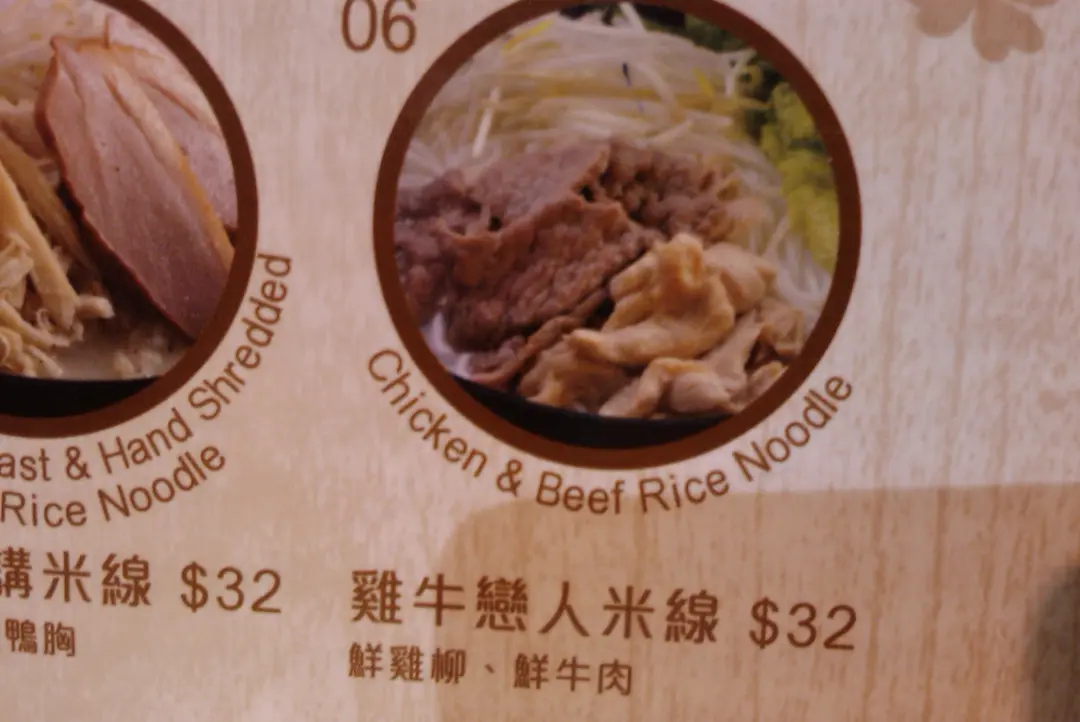 06
ast & Hand Shredded
Rice Noodle
Chicken & Beef Rice Noodle
講米線 $32
鴨胸
雞牛戀人米線 $32
鮮雞柳、鮮牛肉